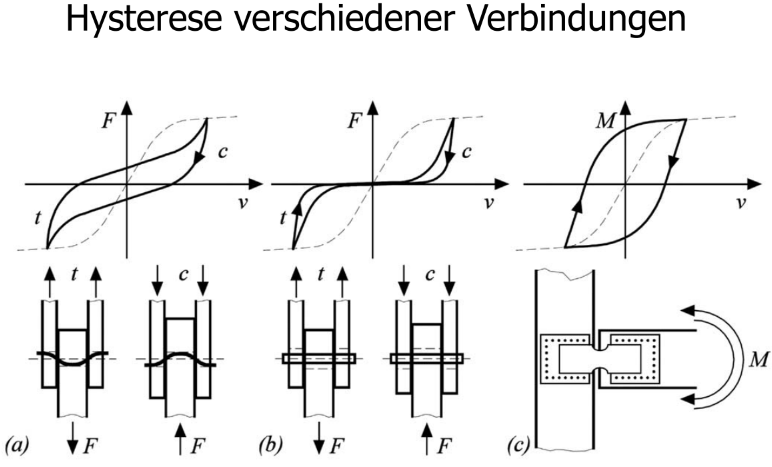 Hysterese verschiedener Verbindungen
F F M
c c
t v t v v
t c t c
M
(a) F F (b) F F (c)